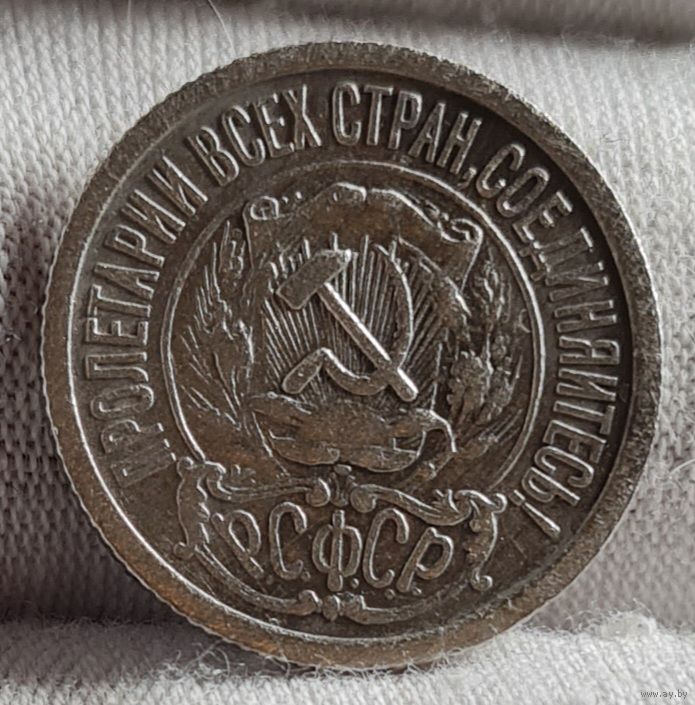 ПРОЛЕТАРИИ ВСЕХ СТРАН, СОЕДИНЯЙТЕСЬ!
Р.С.Ф.С.Р.
www.ay.by